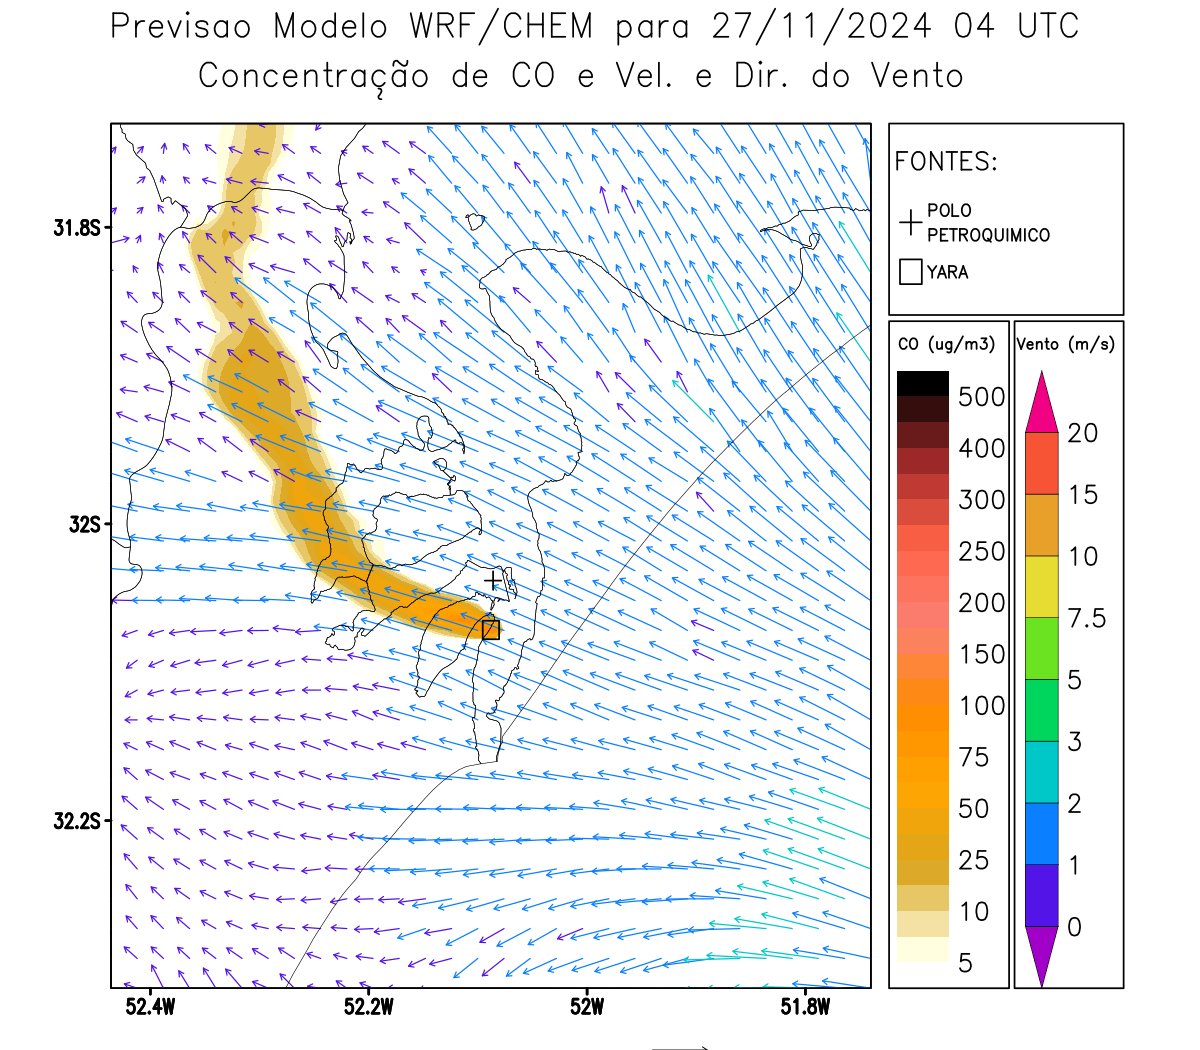 Previsao Modelo WRF/CHEM para 27/11/2024 04 UTC
Concentração de CO e Vel. e Dir. do Vento
FONTES:
POLO
PETROQUIMICO
YARA
CO (ug/m3)
500
400
300
250
200
150
100
75
50
25
10
5
Vento (m/s)
20
15
10
7.5
5
3
2
1
0
31.8S
32S
32.2S
52.4W
52.2W
52W
51.8W